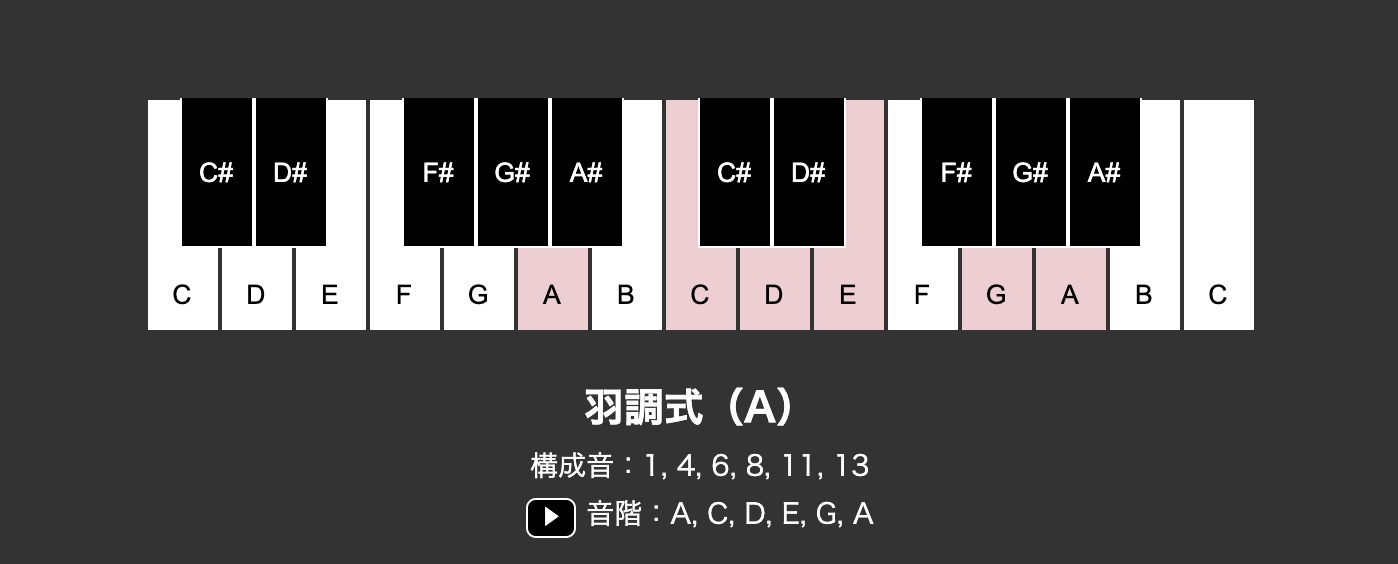 C# D# F# G# A# C# D# F# G# A#
C D E F G A B C D E F G A B C
羽調式（A）
構成音：1, 4, 6, 8, 11, 13
音階：A, C, D, E, G, A